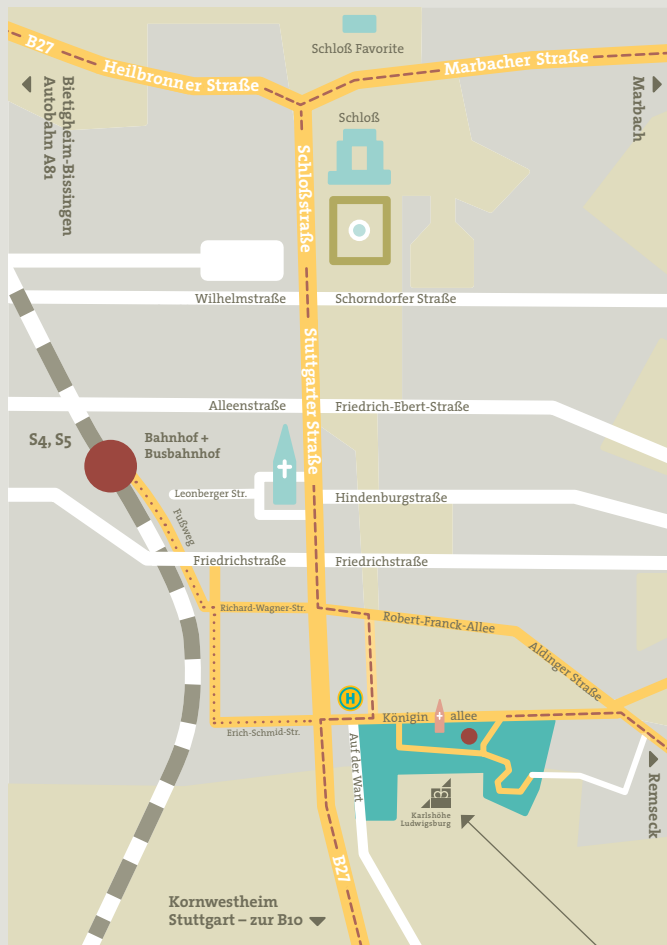 B27
Heilbronner Straße
Schloß Favorite
Marbacher Straße
Bietigheim-Bissingen
Autobahn A81
Marbach
Schloß
Schloßstraße
Wilhelmstraße
Schorndorfer Straße
Stuttgarter Straße
Alleenstraße
Friedrich-Ebert-Straße
S4, S5
Bahnhof +
Busbahnhof
Leonberger Str.
Hindenburgstraße
Fußweg
Friedrichstraße
Friedrichstraße
Richard-Wagner-Str.
Robert-Franck-Allee
Aldinger Straße
H
Königin allee
Erich-Schmid-Str.
Auf der Wart
Karlshöhe
Ludwigsburg
Remseck
B27
Kornwestheim
Stuttgart – zur B10